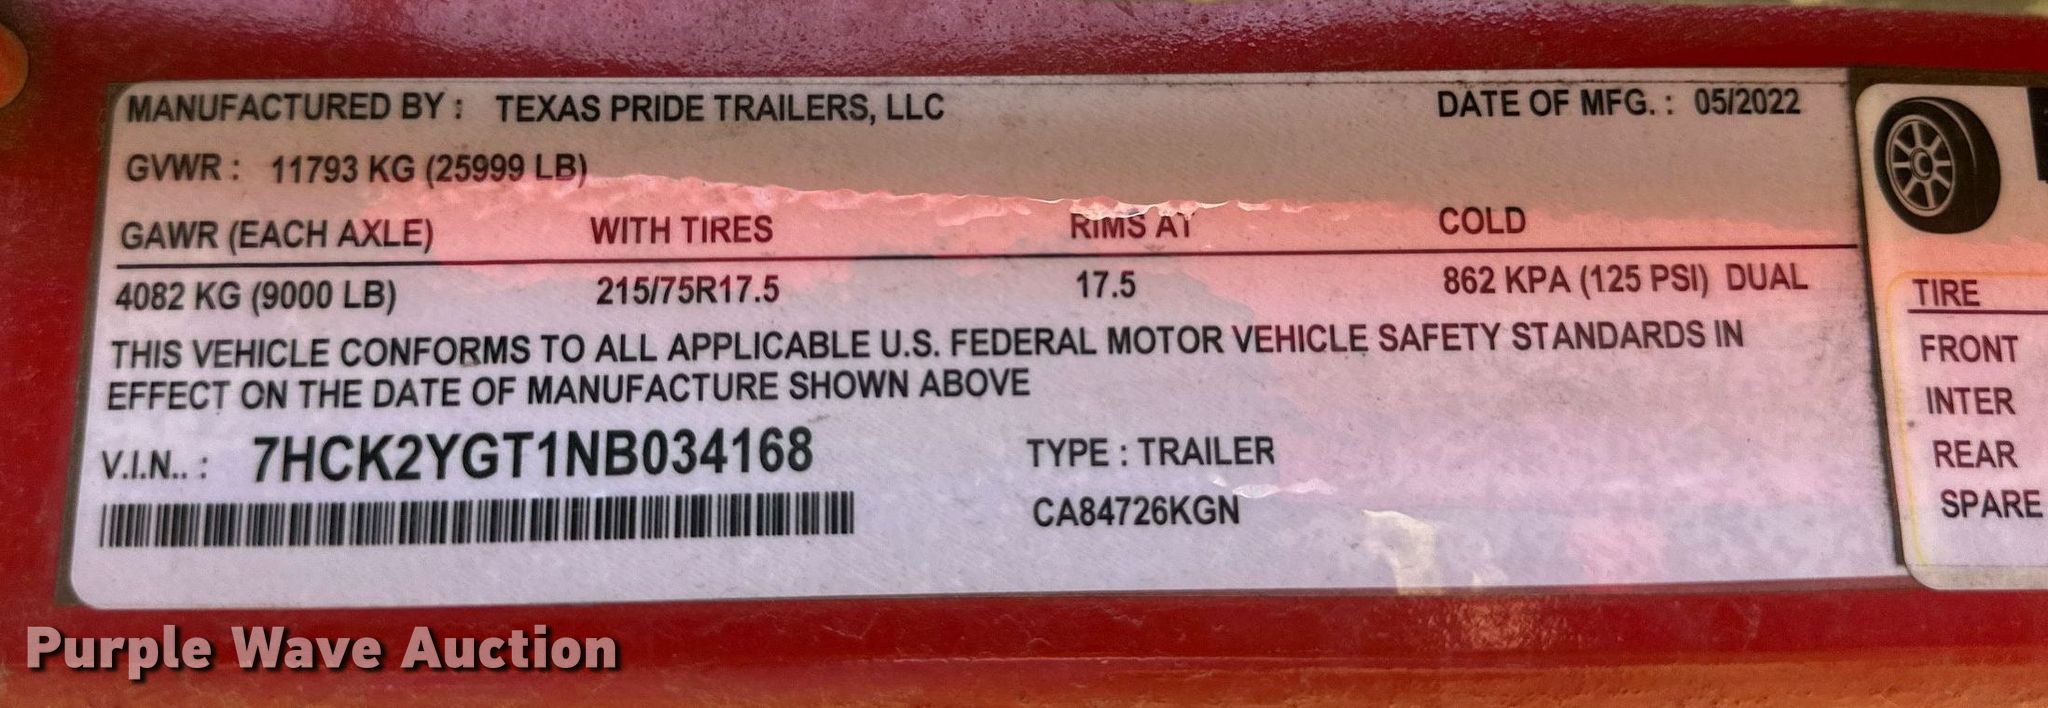 MANUFACTURED BY : TEXAS PRIDE TRAILERS, LLC DATE OF MFG. : 05/2022
GVWR : 11793 KG (25999 LB)
GAWR (EACH AXLE) WITH TIRES RIMS AT COLD
4082 KG (9000 LB) 215/75R17.5 17.5 862 KPA (125 PSI) DUAL
THIS VEHICLE CONFORMS TO ALL APPLICABLE U.S. FEDERAL MOTOR VEHICLE SAFETY STANDARDS IN
EFFECT ON THE DATE OF MANUFACTURE SHOWN ABOVE
V.I.N.. : 7HCK2YGT1NB034168 TYPE : TRAILER
CA84726KGN
TIRE
FRONT
INTER
REAR
SPARE
Purple Wave Auction